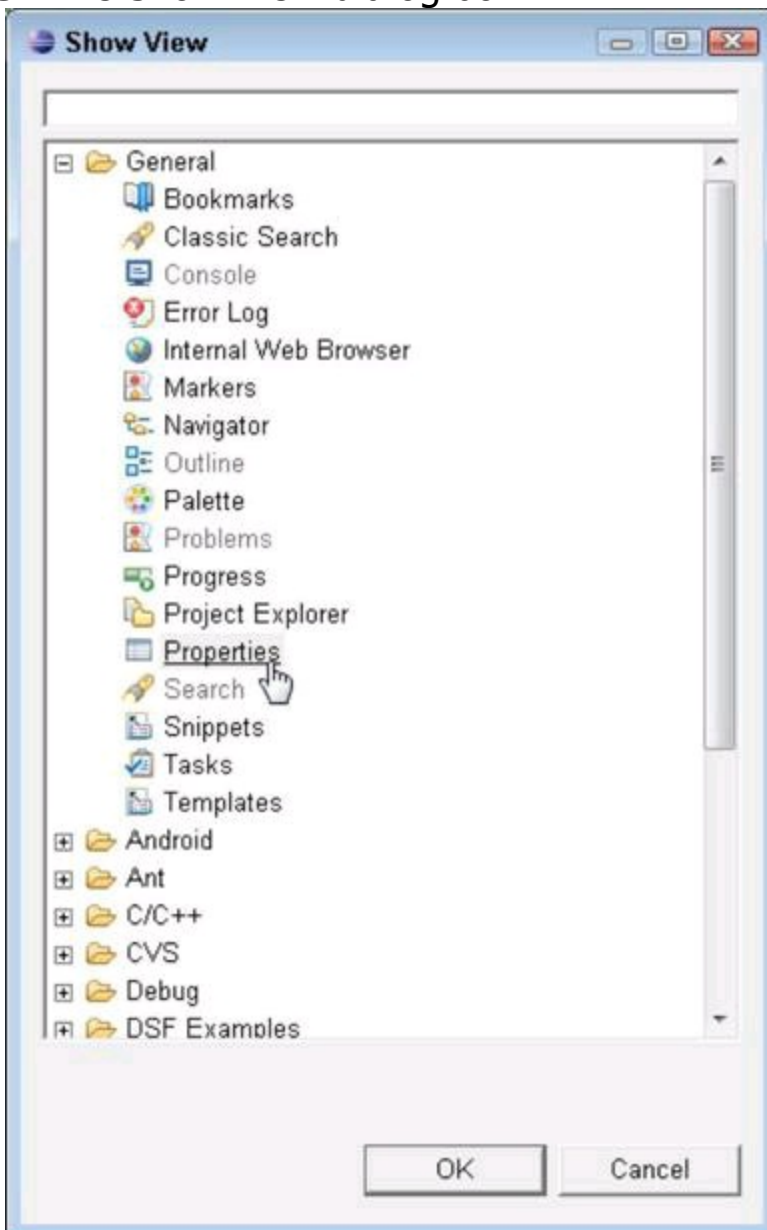 Show View
General
Bookmarks
Classic Search
Console
Error Log
Internal Web Browser
Markers
Navigator
Outline
Palette
Problems
Progress
Project Explorer
Properties
Search
Snippets
Tasks
Templates
Android
Ant
C/C++
CVS
Debug
DSF Examples
OK Cancel